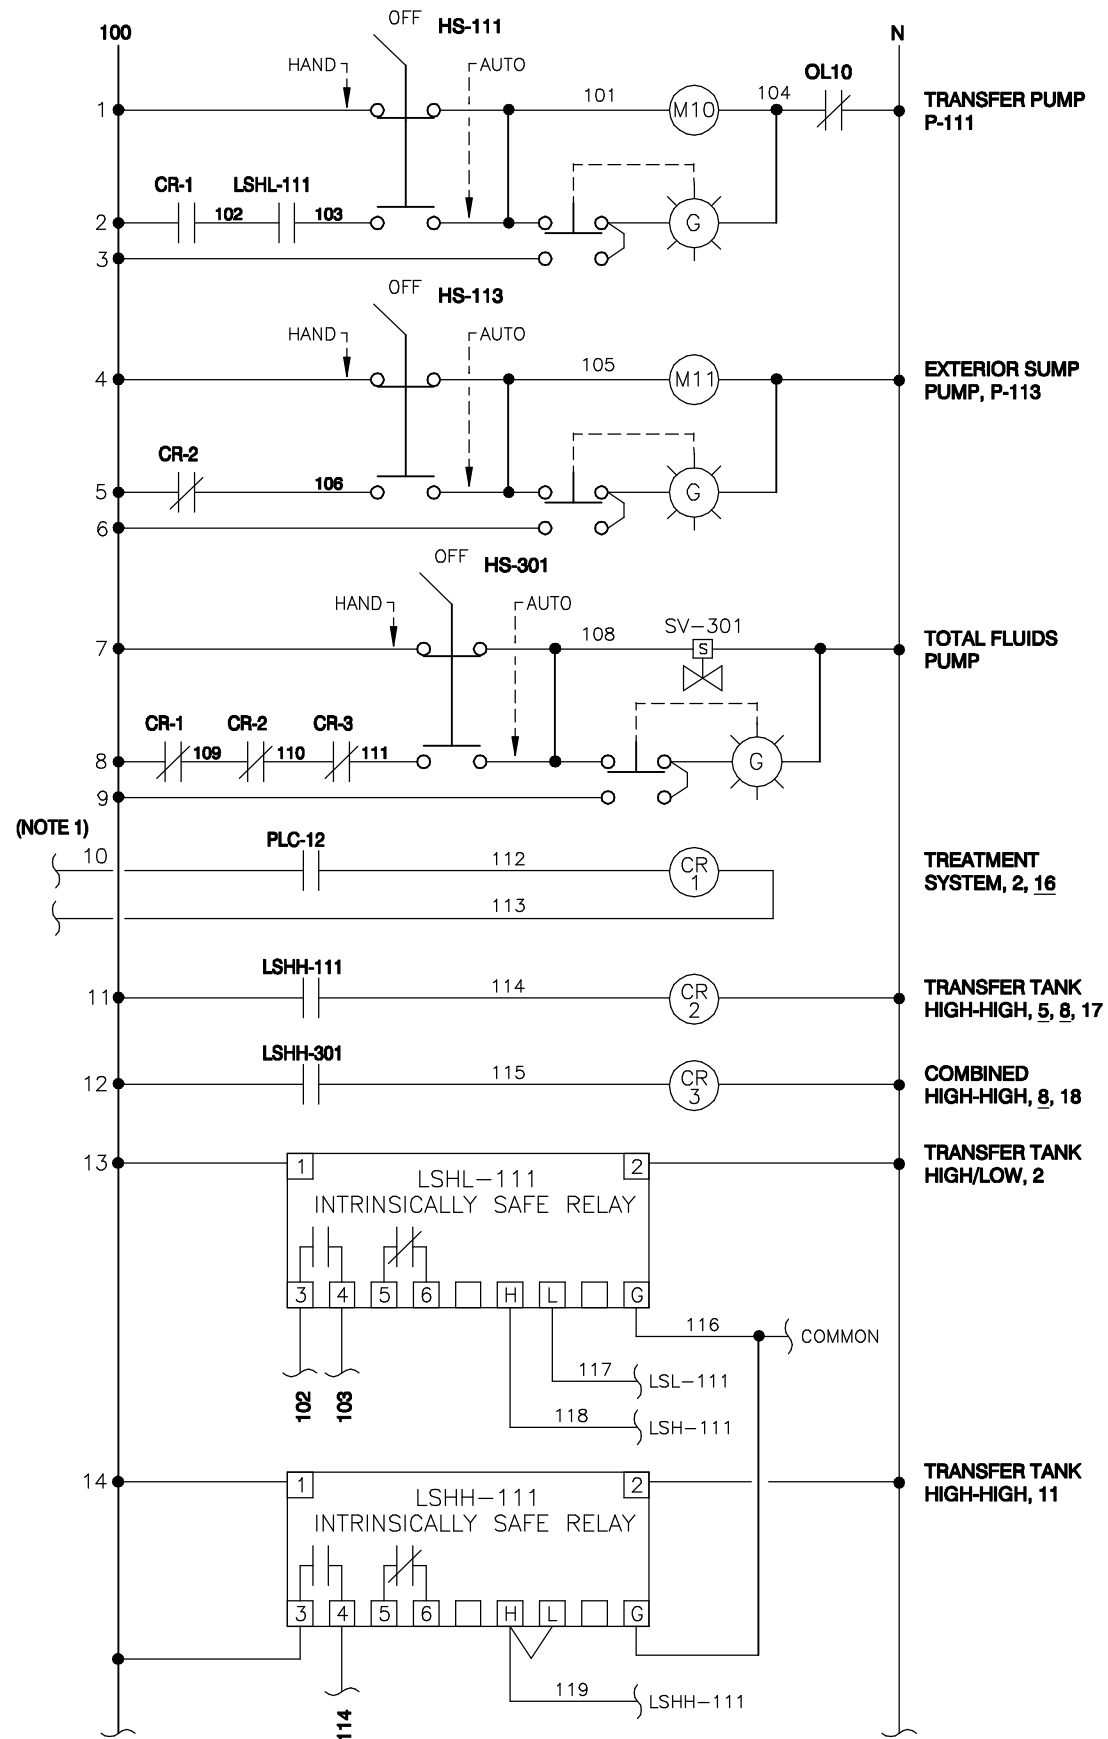 100
OFF
HS-111
N
HAND
AUTO
OL10
1
101
M10
104
TRANSFER PUMP
P-111
CR-1
LSHL-111
2
102
103
G
3
OFF
HS-113
HAND
AUTO
4
105
M11
EXTERIOR SUMP
PUMP, P-113
CR-2
5
106
G
6
OFF
HS-301
HAND
AUTO
7
108
SV-301
S
TOTAL FLUIDS
PUMP
CR-1
CR-2
CR-3
8
109
110
111
G
9
(NOTE 1)
10
PLC-12
112
CR
1
TREATMENT
SYSTEM, 2, 16
113
11
LSHH-111
114
CR
2
TRANSFER TANK
HIGH-HIGH, 5, 8, 17
12
LSHH-301
115
CR
3
COMBINED
HIGH-HIGH, 8, 18
13
1
2
TRANSFER TANK
HIGH/LOW, 2
LSHL-111
INTRINSICALLY SAFE RELAY
3 4 5 6 H L G
116
COMMON
117
LSL-111
102
103
118
LSH-111
14
1
2
TRANSFER TANK
HIGH-HIGH, 11
LSHH-111
INTRINSICALLY SAFE RELAY
3 4 5 6 H L G
119
LSHH-111
114